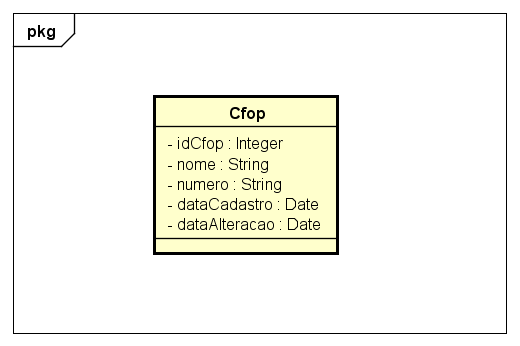 pkg
Cfop
- idCfop : Integer
- nome : String
- numero : String
- dataCadastro : Date
- dataAlteracao : Date